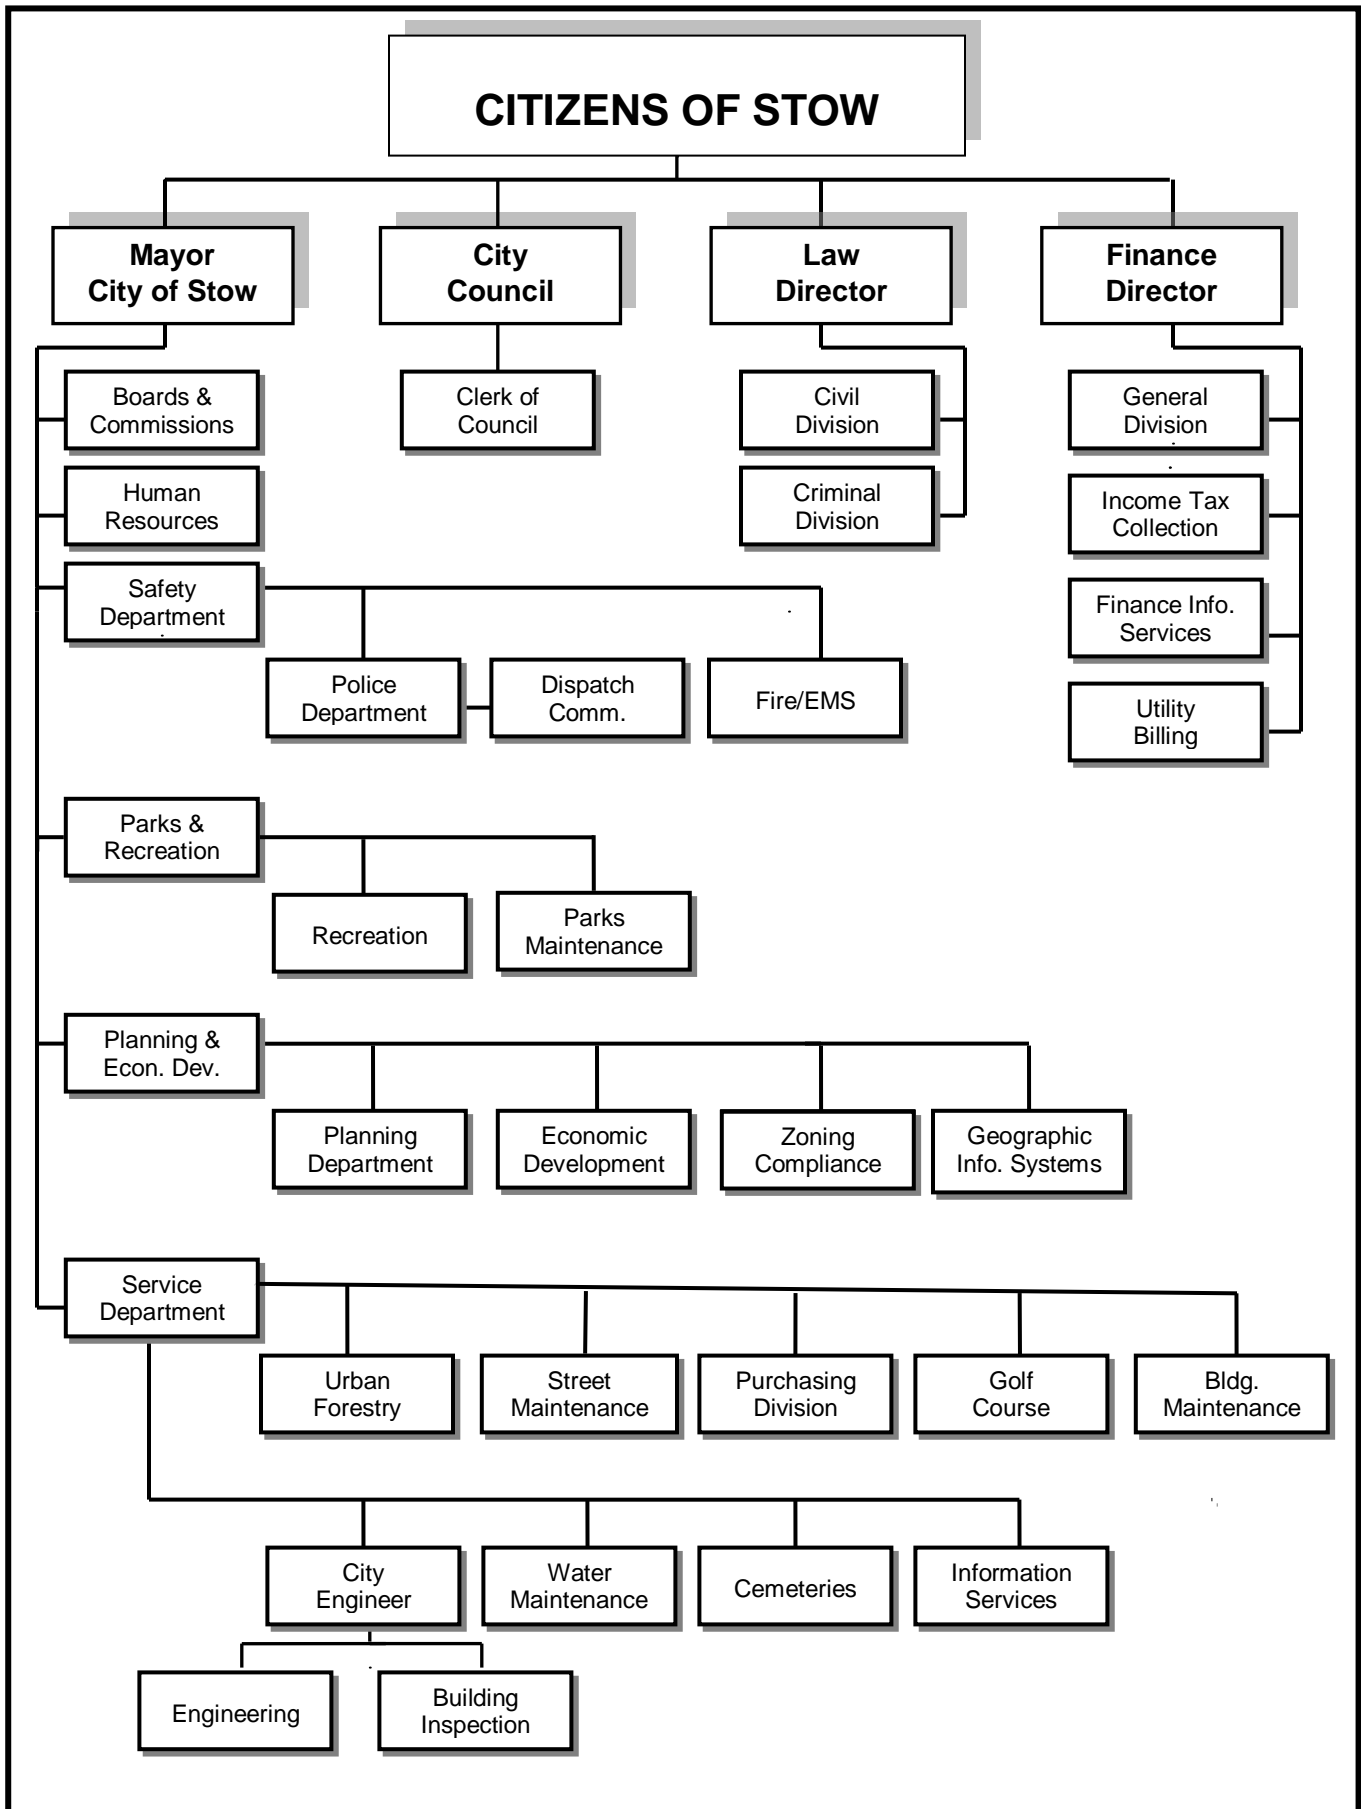 CITIZENS OF STOW
Mayor
City of Stow
City
Council
Law
Director
Finance
Director
Boards &
Commissions
Clerk of
Council
Civil
Division
General
Division
Human
Resources
Criminal
Division
Income Tax
Collection
Safety
Department
Finance Info.
Services
Police
Department
Dispatch
Comm.
Fire/EMS
Utility
Billing
Parks &
Recreation
Recreation
Parks
Maintenance
Planning &
Econ. Dev.
Planning
Department
Economic
Development
Zoning
Compliance
Geographic
Info. Systems
Service
Department
Urban
Forestry
Street
Maintenance
Purchasing
Division
Golf
Course
Bldg.
Maintenance
City
Engineer
Water
Maintenance
Cemeteries
Information
Services
Engineering
Building
Inspection